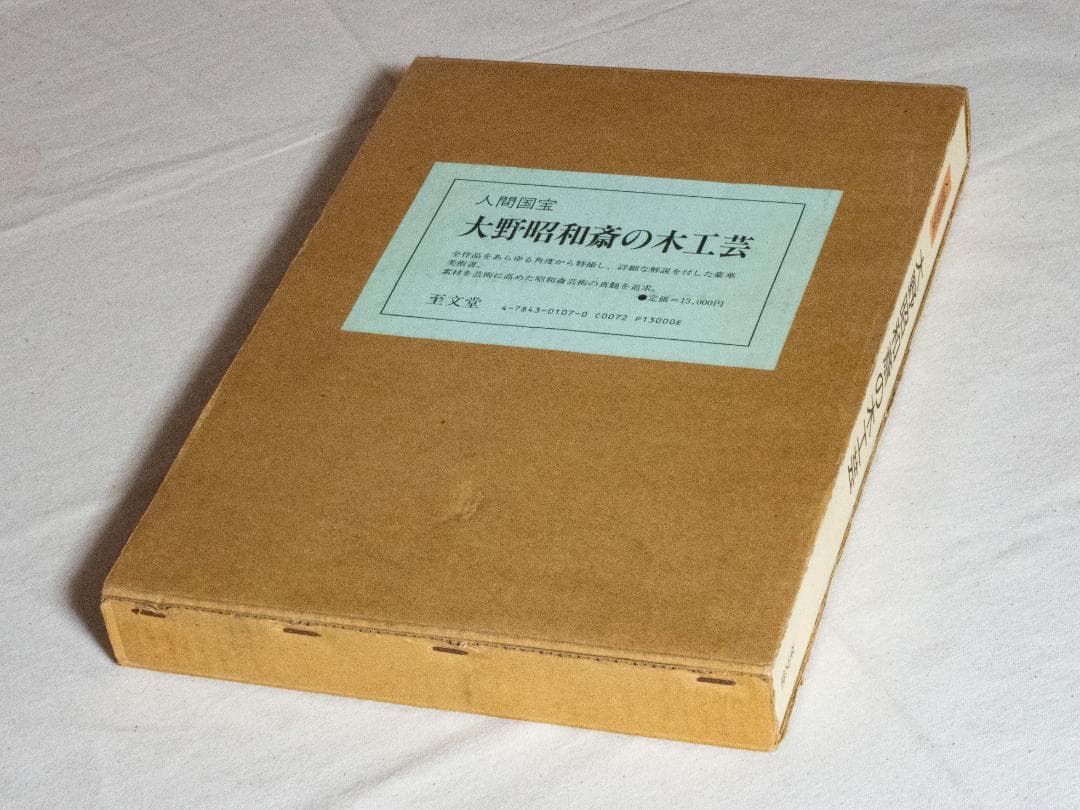 人間国宝
大野昭和斎の木工芸
全作品をあらゆる角度から特撮し、詳細な解説を付した豪華
美術書。
素材を芸術に高めた昭和斎芸術の真髄を追求。
●定価=13,000円
至文堂 4-7843-0107-0 C0072 P13000E
大野昭和斎の木工芸